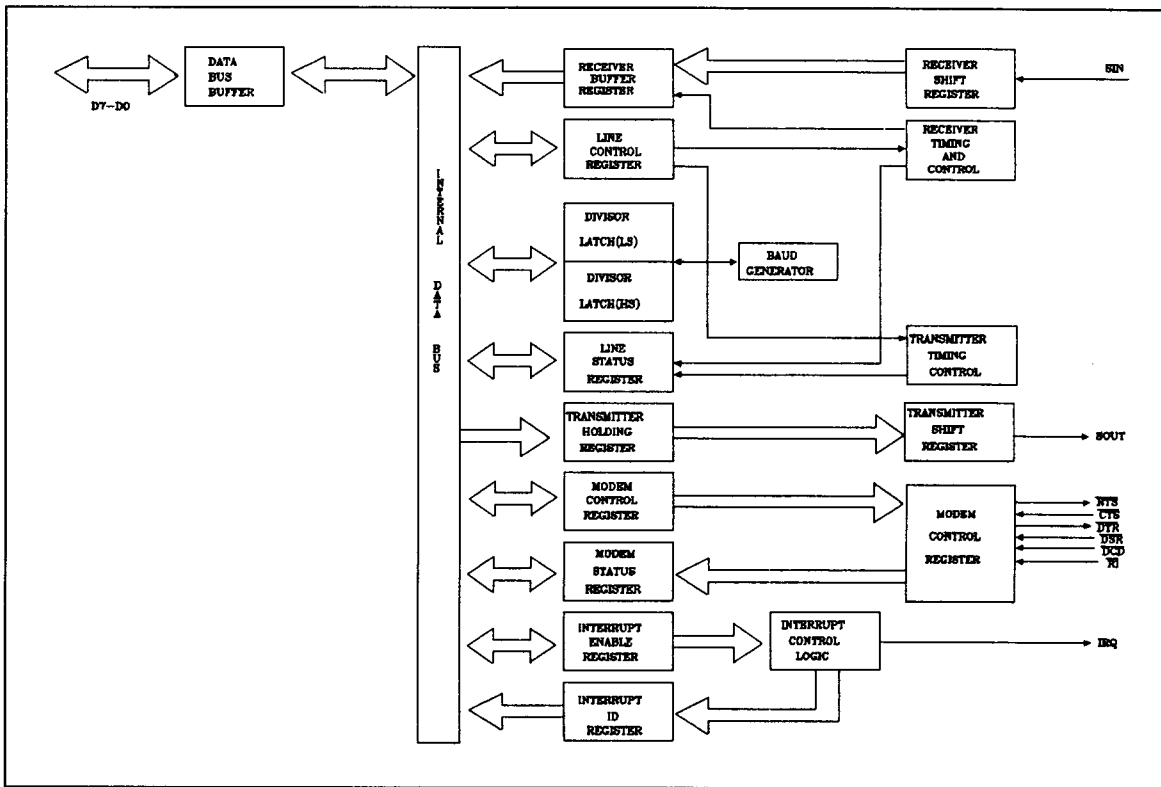 DATA
BUS
BUFFER
D7-D0
INTERNAL
DATA
BUS
RECEIVER
BUFFER
REGISTER
RECEIVER
SHIFT
REGISTER
SIN
LINE
CONTROL
REGISTER
RECEIVER
TIMING
AND
CONTROL
DIVISOR
LATCH(LS)
DIVISOR
LATCH(HS)
BAUD
GENERATOR
LINE
STATUS
REGISTER
TRANSMITTER
TIMING
CONTROL
TRANSMITTER
HOLDING
REGISTER
TRANSMITTER
SHIFT
REGISTER
SOUT
MODEM
CONTROL
REGISTER
MODEM
CONTROL
REGISTER
RTS
CTS
DTR
DSR
DCD
RI
MODEM
STATUS
REGISTER
INTERRUPT
ENABLE
REGISTER
INTERRUPT
CONTROL
LOGIC
IRQ
INTERRUPT
ID
REGISTER